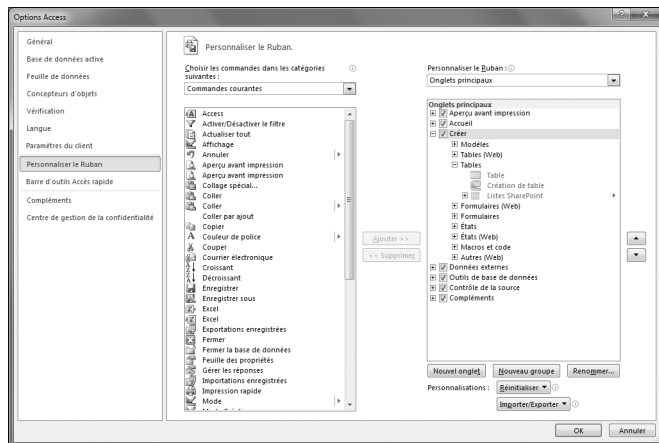 Options Access
Général
Base de données active
Feuille de données
Concepteurs d'objets
Vérification
Langue
Paramètres du client
Personnaliser le Ruban
Barre d'outils Accès rapide
Compléments
Centre de gestion de la confidentialité
Personnaliser le Ruban.
Choisir les commandes dans les catégories
suivantes :
Commandes courantes
Access
Activer/Désactiver le filtre
Actualiser tout
Affichage
Annuler
Aperçu avant impression
Aperçu avant impression
Collage spécial...
Coller
Coller
Coller par ajout
Copier
Couleur de police
Couper
Courrier électronique
Croissant
Décroissant
Enregistrer
Enregistrer sous
Excel
Excel
Exportations enregistrées
Fermer
Fermer la base de données
Feuille des propriétés
Gérer les réponses
Importations enregistrées
Impression rapide
Mode
Ajouter >>
<< Supprimer
Personnaliser le Ruban :
Onglets principaux
Onglets principaux
Aperçu avant impression
Accueil
Créer
Modèles
Tables (Web)
Tables
Table
Création de table
Listes SharePoint
Formulaires (Web)
Formulaires
États
États (Web)
Macros et code
Autres (Web)
Données externes
Outils de base de données
Contrôle de la source
Compléments
Nouvel onglet Nouveau groupe Renommer...
Personnalisations : Réinitialiser
Importer/Exporter
OK Annuler